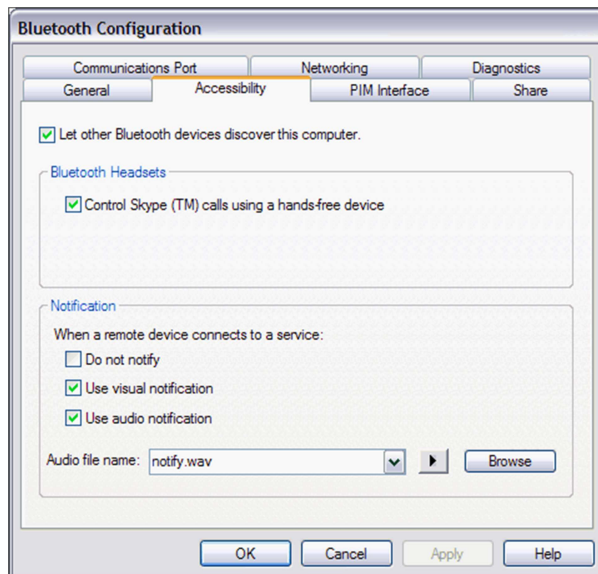 Bluetooth Configuration
Communications Port Networking Diagnostics
General Accessibility PIM Interface Share
Let other Bluetooth devices discover this computer.
Bluetooth Headsets
Control Skype (TM) calls using a hands-free device
Notification
When a remote device connects to a service:
Do not notify
Use visual notification
Use audio notification
Audio file name: notify.wav Browse
OK Cancel Apply Help